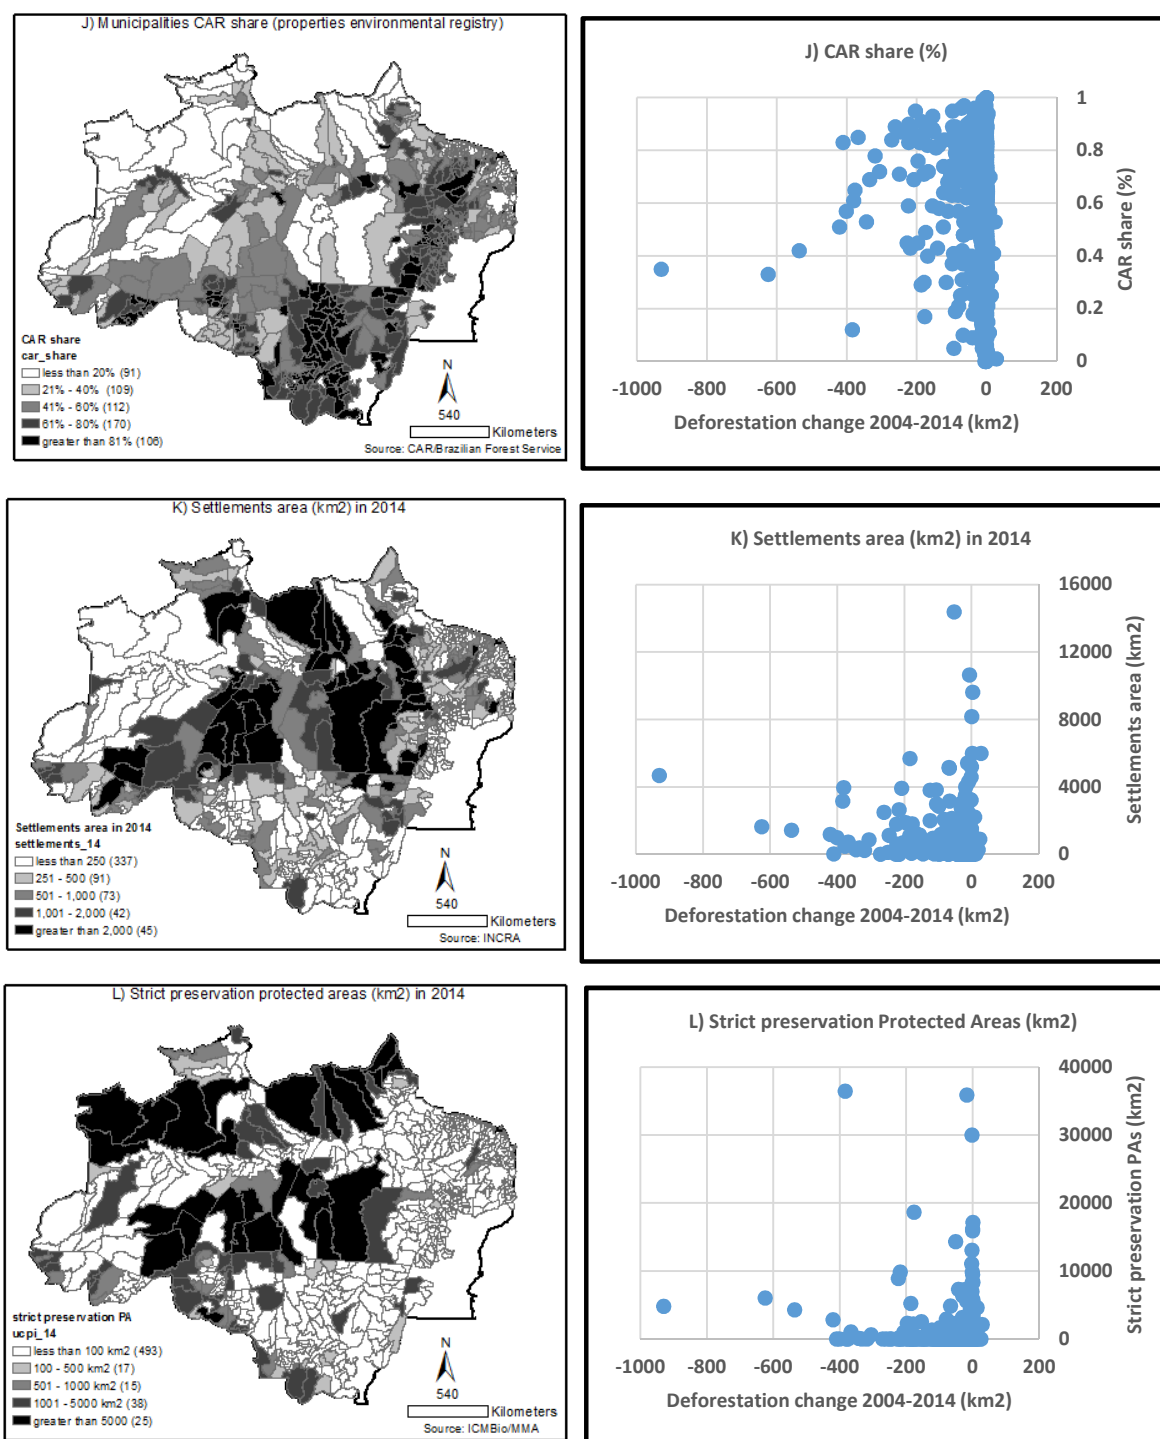 J) Municipalities CAR share (properties environmental registry)
CAR share
car_share
less than 20% (91)
21% - 40% (109)
41% - 60% (112)
61% - 80% (170)
greater than 81% (106)
N
540
Kilometers
Source: CAR/Brazilian Forest Service
J) CAR share (%)
1
0.8
0.6
0.4
0.2
0
CAR share (%)
-1000 -800 -600 -400 -200 0 200
Deforestation change 2004-2014 (km2)
K) Settlements area (km2) in 2014
Settlements area in 2014
settlements_14
less than 250 (337)
251 - 500 (91)
501 - 1,000 (73)
1,001 - 2,000 (42)
greater than 2,000 (45)
N
540
Kilometers
Source: INCRA
K) Settlements area (km2) in 2014
16000
12000
8000
4000
0
Settlements area (km2)
-1000 -800 -600 -400 -200 0 200
Deforestation change 2004-2014 (km2)
L) Strict preservation protected areas (km2) in 2014
strict preservation PA
ucpi_14
less than 100 km2 (493)
100 - 500 km2 (17)
501 - 1000 km2 (15)
1001 - 5000 km2 (38)
greater than 5000 (25)
N
540
Kilometers
Source: ICMBio/MMA
L) Strict preservation Protected Areas (km2)
40000
30000
20000
10000
0
Strict preservation PAs (km2)
-1000 -800 -600 -400 -200 0 200
Deforestation change 2004-2014 (km2)